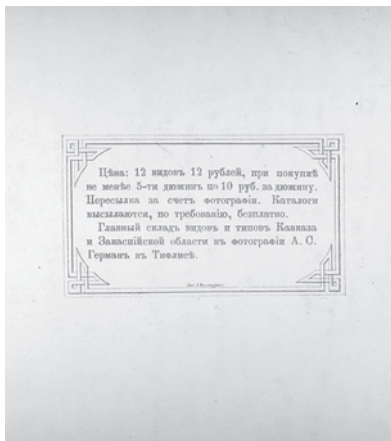 Цѣна: 12 видовъ 12 рублей, при покупкѣ
не менѣе 5-ти дюжинъ по 10 руб. за дюжину.
Пересылка за счетъ фотографіи. Каталоги
высылаются, по требованію, безплатно.
Главный складъ видовъ и типовъ Кавказа
и Закаспійской области въ фотографіи А. С.
Германъ въ Тифлисѣ.